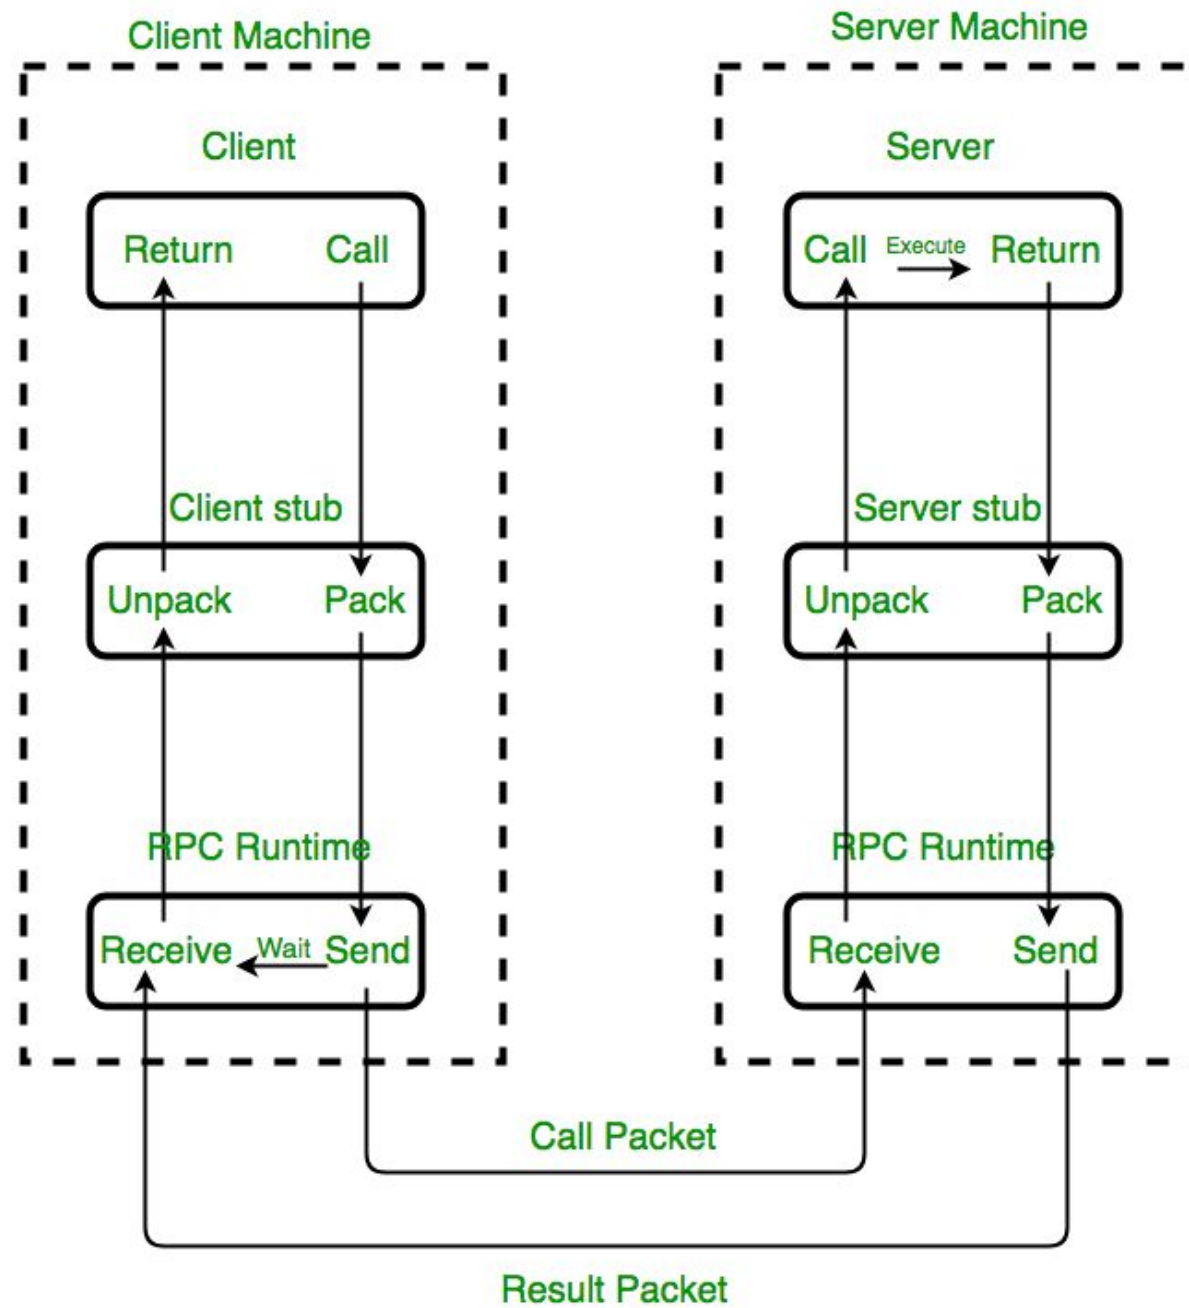 Client Machine
Server Machine
Client
Server
Return Call
Call Execute Return
Client stub
Server stub
Unpack Pack
Unpack Pack
RPC Runtime
RPC Runtime
Receive Wait Send
Receive Send
Call Packet
Result Packet